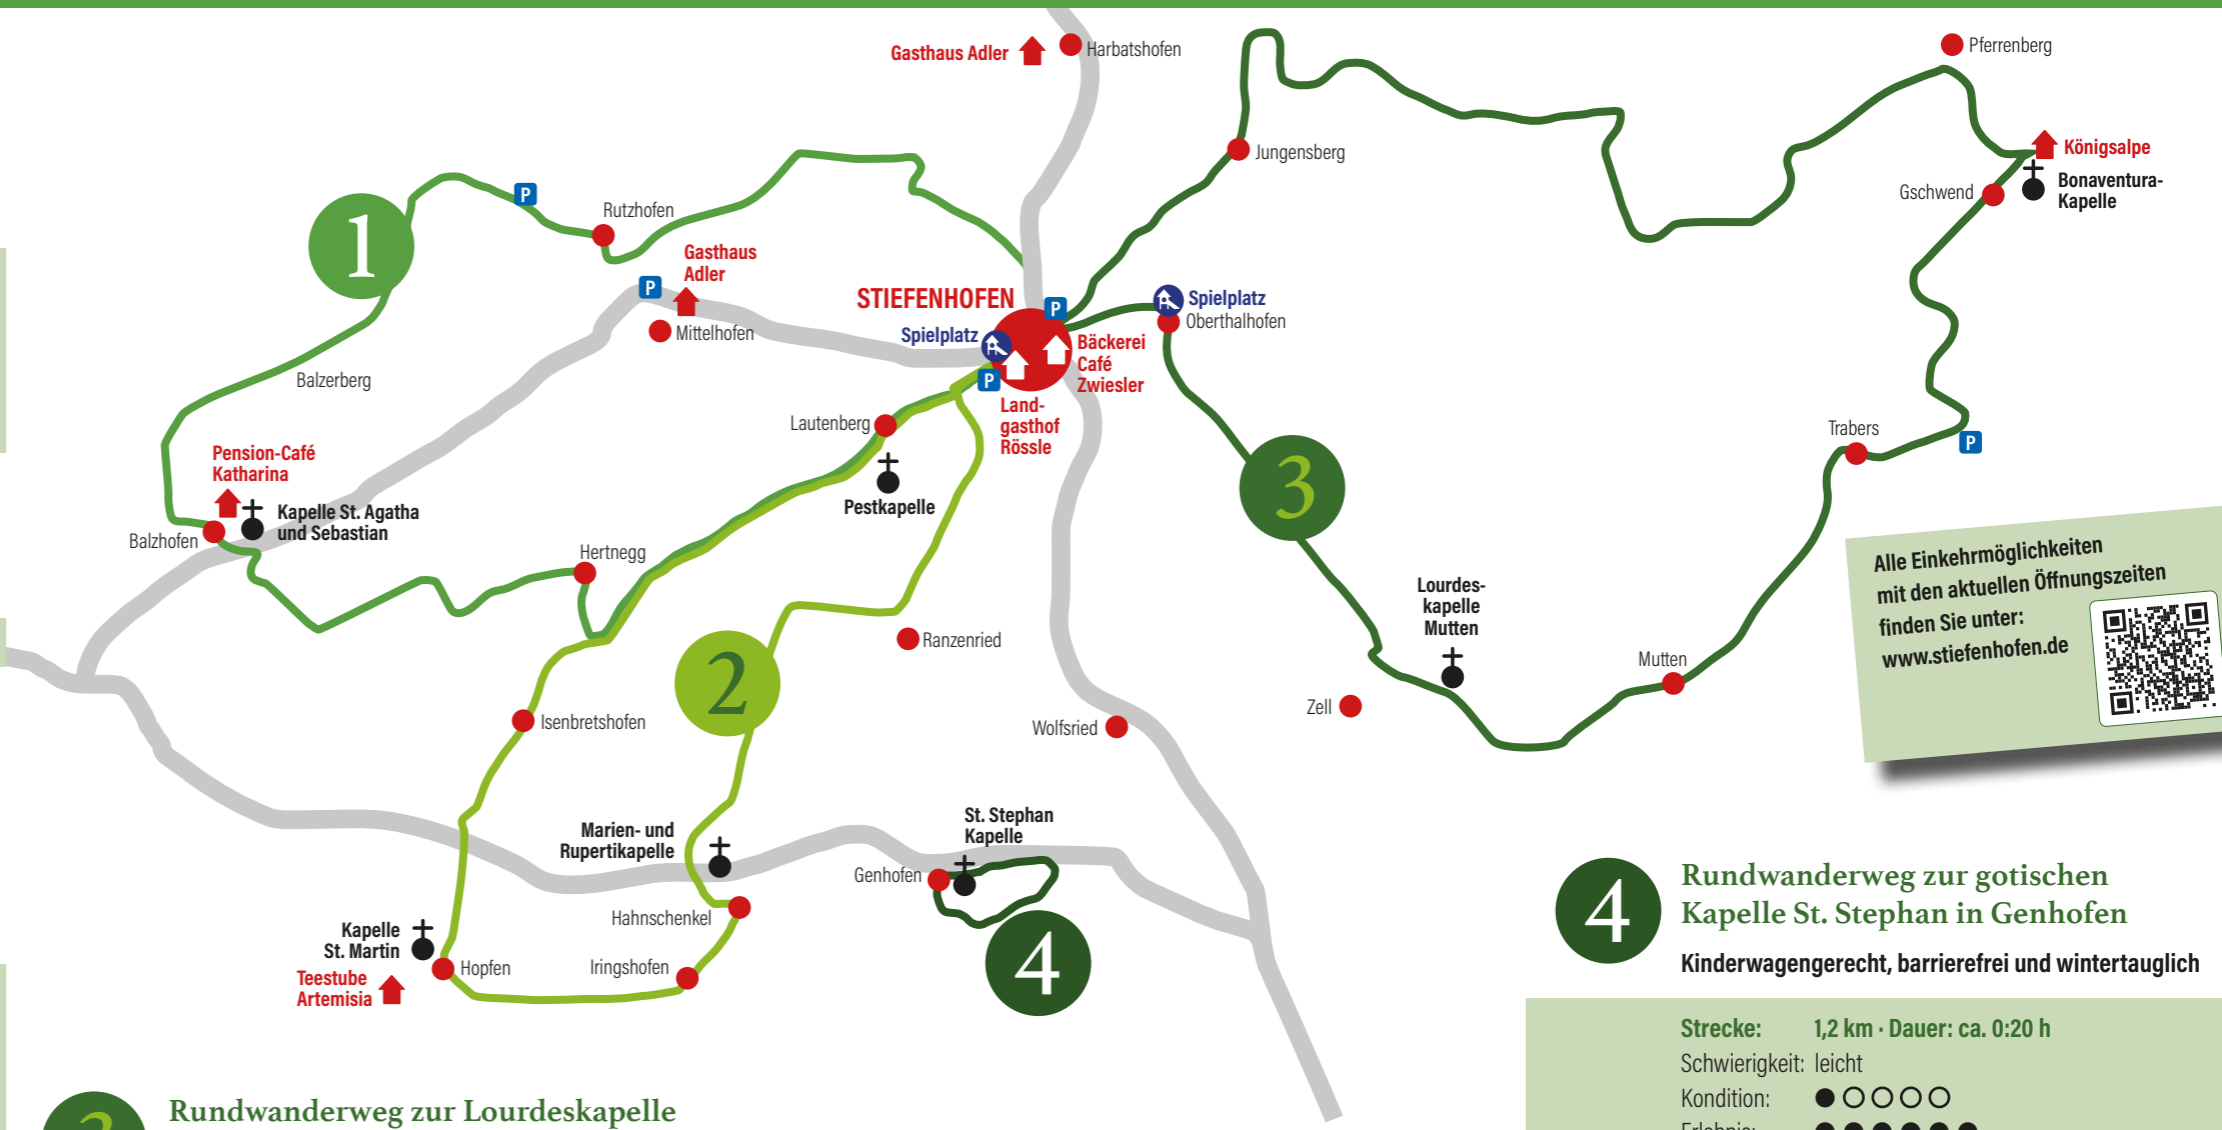 Gasthaus Adler
Harbatshofen
Pferrenberg
Jungensberg
Königsalpe
Gschwend
Bonaventura-
Kapelle
1
P
Rutzhofen
Gasthaus
Adler
P
Mittelhofen
STIEFENHOFEN
P
Spielplatz
Spielplatz
Oberthalhofen
Bäckerei
Café
Zwiesler
P
Land-
gasthof
Rössle
Balzerberg
Lautenberg
Pestkapelle
Pension-Café
Katharina
Kapelle St. Agatha
und Sebastian
Balzhofen
Hertnegg
3
Trabers
P
Alle Einkehrmöglichkeiten
mit den aktuellen Öffnungszeiten
finden Sie unter:
www.stiefenhofen.de
Lourdes-
kapelle
Mutten
Mutten
Zell
Ranzenried
2
Isenbretshofen
Wolfsried
Marien- und
Rupertikapelle
St. Stephan
Kapelle
Genhofen
Hahnschenkel
Kapelle
St. Martin
Hopfen
Iringshofen
Teestube
Artemisia
4
4
Rundwanderweg zur gotischen
Kapelle St. Stephan in Genhofen
Kinderwagengerecht, barrierefrei und wintertauglich
Strecke: 1,2 km · Dauer: ca. 0:20 h
Schwierigkeit: leicht
Kondition:
Erlebnis:
Rundwanderweg zur Lourdeskapelle